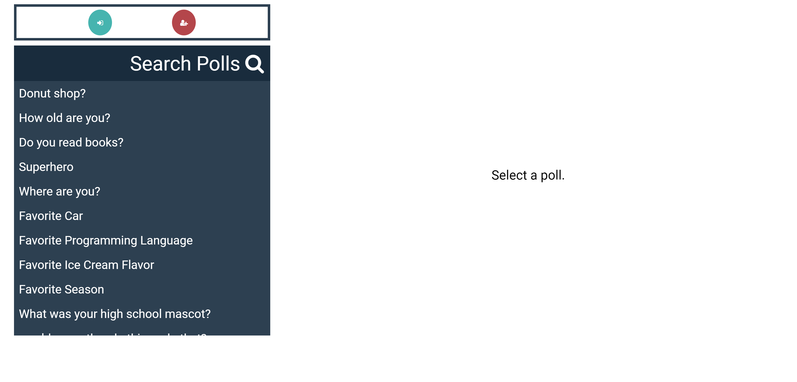 Search Polls
Donut shop?
How old are you?
Do you read books?
Superhero
Where are you?
Favorite Car
Favorite Programming Language
Favorite Ice Cream Flavor
Favorite Season
What was your high school mascot?
Select a poll.